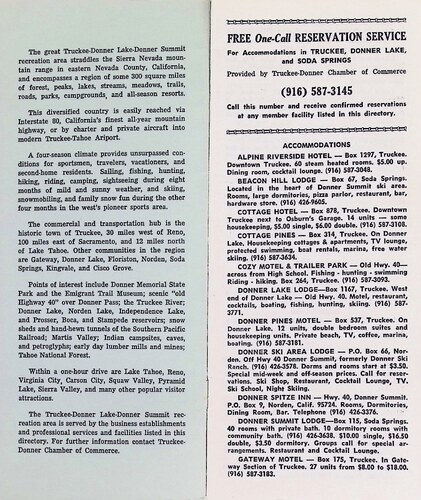 The great Truckee-Donner Lake-Donner Summit
recreation area straddles the Sierra Nevada moun-
tain range in eastern Nevada County, California,
and encompasses a region of some 300 square miles
of forest, peaks, lakes, streams, meadows, trails,
roads, parks, campgrounds, and all-season resorts.
This diversified country is easily reached via
Interstate 80, California's finest all-year mountain
highway, or by charter and private aircraft into
modern Truckee-Tahoe Ariport.
A four-season climate provides unsurpassed condi-
tions for sportsmen, travelers, vacationers, and
second-home residents. Sailing, fishing, hunting,
hiking, riding, camping, sightseeing during eight
months of mild and sunny weather, and skiing,
snowmobiling, and family snow fun during the other
four months in the west's pioneer sports area.
The commercial and transportation hub is the
historic town of Truckee, 30 miles west of Reno,
100 miles east of Sacramento, and 12 miles north
of Lake Tahoe. Other communities in the region
are Gateway, Donner Lake, Floriston, Norden, Soda
Springs, Kingvale, and Cisco Grove.
Points of interest include Donner Memorial State
Park and the Emigrant Trail Museum; scenic "old
Highway 40" over Donner Pass; the Truckee River;
Donner Lake, Norden Lake, Independence Lake,
and Prosser, Boca, and Stampede reservoirs; snow
sheds and hand-hewn tunnels of the Southern Pacific
Railroad; Martis Valley; Indian campsites, caves,
and petroglyphs; early day lumber mills and mines;
Tahoe National Forest.
Within a one-hour drive are Lake Tahoe, Reno,
Virginia City, Carson City, Squaw Valley, Pyramid
Lake, Sierra Valley, and many other popular visitor
attractions.
The Truckee-Donner Lake-Donner Summit rec-
reation area is served by the business establishments
and professional services and facilities listed in this
directory. For further information contact Truckee-
Donner Chamber of Commerce.
FREE One-Call RESERVATION SERVICE
For Accommodations in TRUCKEE, DONNER LAKE,
and SODA SPRINGS
Provided by Truckee-Donner Chamber of Commerce
(916) 587-3145
Call this number and receive confirmed reservations
at any member facility listed in this directory.
ACCOMMODATIONS
ALPINE RIVERSIDE HOTEL — Box 1297, Truckee.
Downtown Truckee. 60 steam heated rooms. $5.00 up.
Dining room, cocktail lounge. (916) 587-3048.
BEACON HILL LODGE — Box 67, Soda Springs.
Located in the heart of Donner Summit ski area.
Rooms, large dormitories, pizza parlor, restaurant, bar,
hardware store. (916) 426-9605.
COTTAGE HOTEL — Box 878, Truckee. Downtown
Truckee next to Osburn's Garage. 14 units — some
housekeeping, $5.00 single, $6.00 double. (916) 587-3100.
COTTAGE PINES — Box 314, Truckee. On Donner
Lake, Housekeeping cottages & apartments, TV lounge,
protected swimming, boat rentals, marina, free water
skiing. (916) 587-3634.
COZY MOTEL & TRAILER PARK — Old Hwy. 40—
across from High School. Fishing - hunting - swimming
Riding - hiking. Box 264, Truckee, (916) 587-3093.
DONNER LAKE LODGE—Box 1167, Truckee. West
end of Donner Lake — Old Hwy. 40. Motel, restaurant,
cocktails, boating, fishing, hunting, skiing. (916) 587-
3771.
DONNER PINES MOTEL — Box 537, Truckee. On
Donner Lake. 12 units, double bedroom suites and
housekeeping units. Private beach, TV, coffee, marina,
boating. (916) 587-3181.
DONNER SKI AREA LODGE — P.O. Box 66, Nor-
den. Off Hwy 40 Donner Summit, formerly Donner Ski
Ranch. (916) 426-3578. Dorms and rooms start at $3.50.
Special mid-week and off-season prices. Call for reser-
vations. Ski Shop, Restaurant, Cocktail Lounge, TV,
Ski School, Night Skiing.
DONNER SPITZE INN — Hwy. 40, Donner Summit.
P.O. Box 9, Norden, Calif. 95724. Rooms, Dormitories,
Dining Room, Bar. Telephone (916) 426-3376.
DONNER SUMMIT LODGE—Box 115, Soda Springs.
40 rooms with private bath. 10 dormitory rooms with
community bath. (916) 426-3638, $10.00 single, $16.50
double, $3.50 dormitory. Groups call for special ar-
rangements. Restaurant and Cocktail Lounge.
GATEWAY MOTEL — Box 175, Truckee. In Gate-
way Section of Truckee. 27 units from $8.00 to $18.00.
(916) 587-3183.